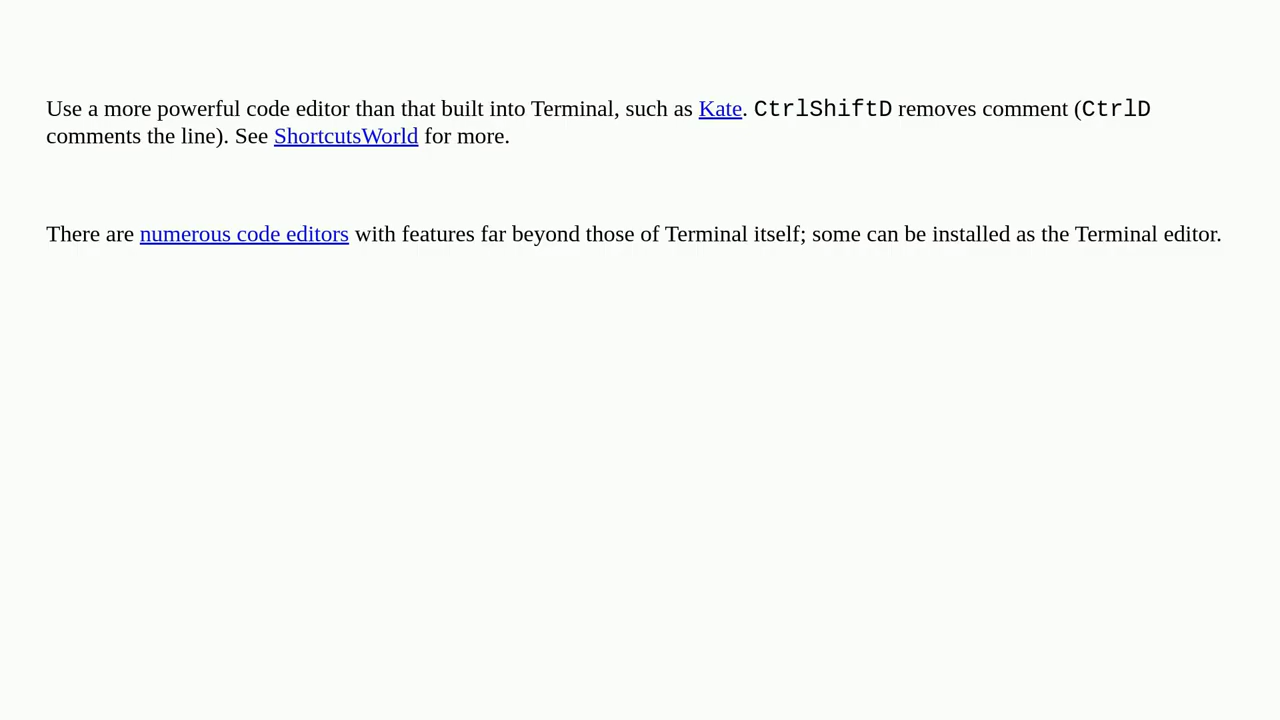 Use a more powerful code editor than that built into Terminal, such as Kate. CtrlShiftD removes comment (CtrlD
comments the line). See ShortcutsWorld for more.
There are numerous code editors with features far beyond those of Terminal itself; some can be installed as the Terminal editor.